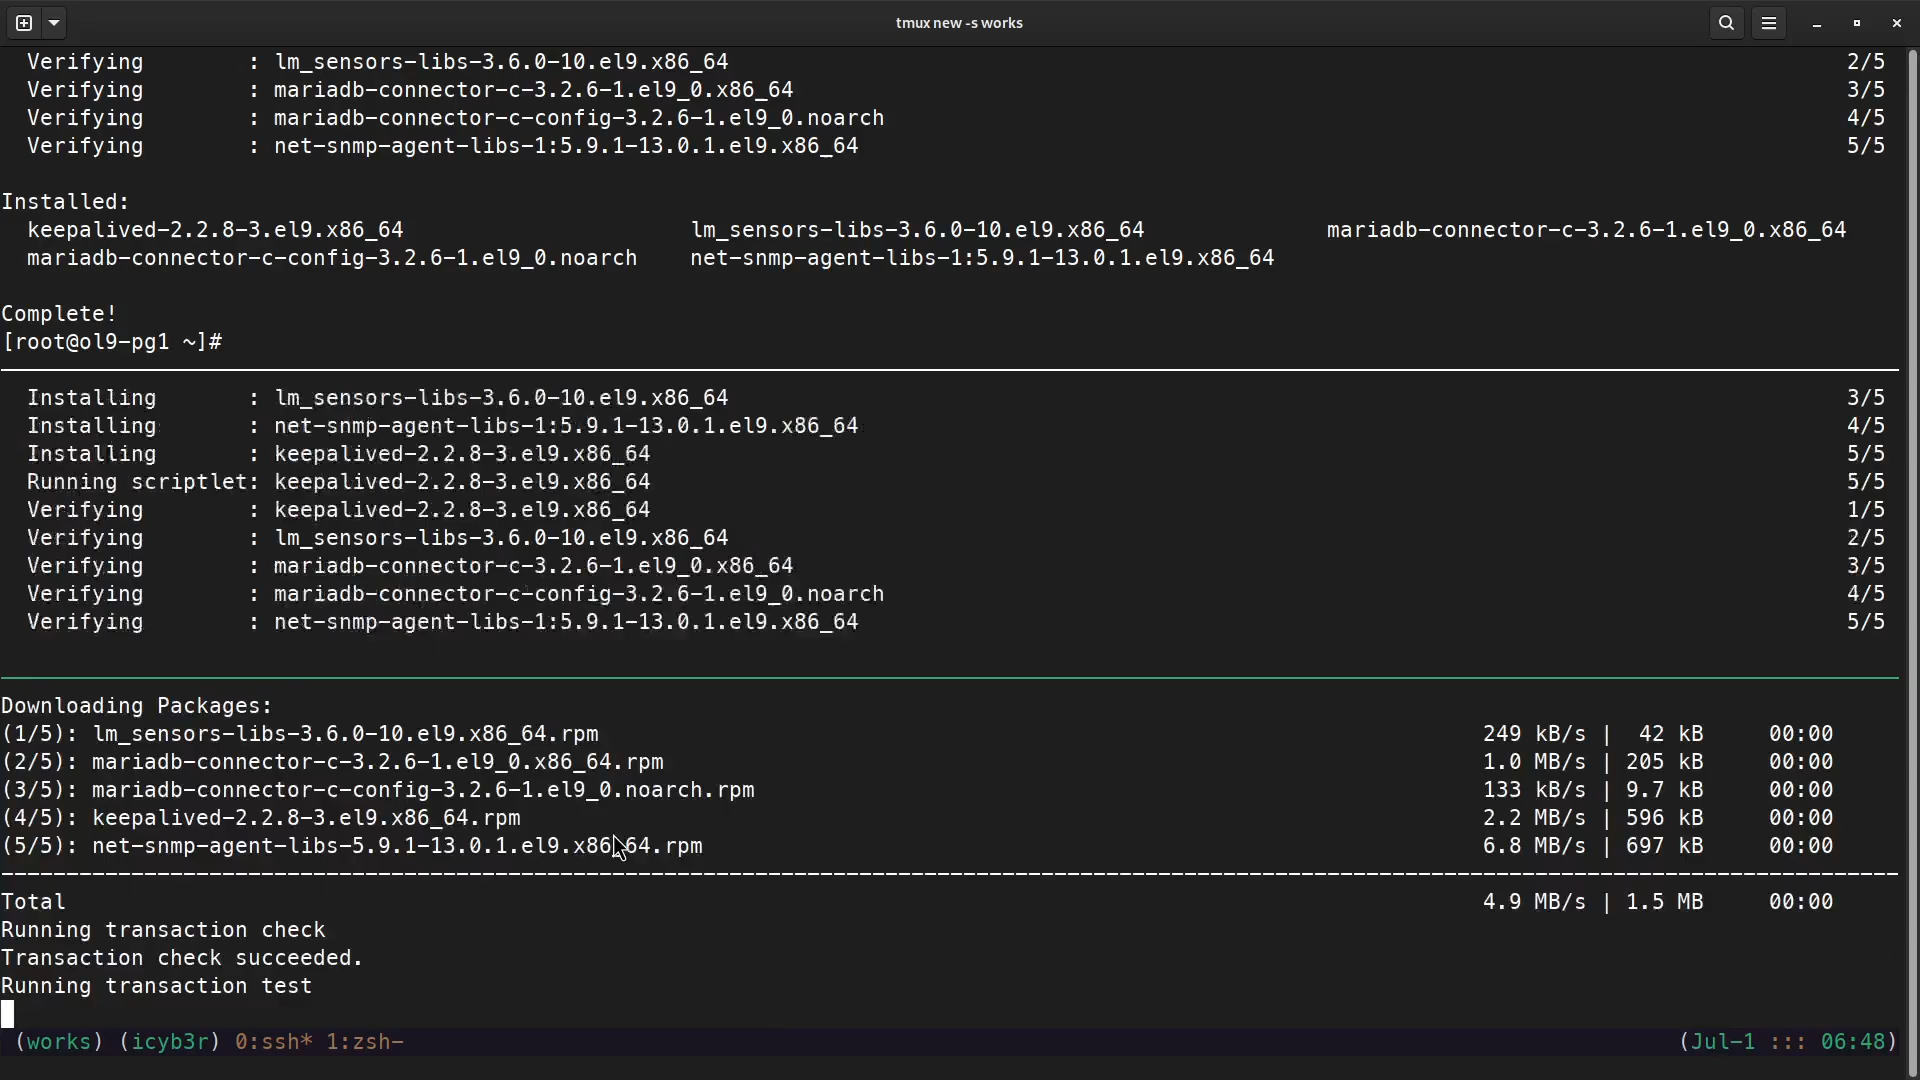 tmux new -s works
Verifying : lm_sensors-libs-3.6.0-10.el9.x86_64 2/5
Verifying : mariadb-connector-c-3.2.6-1.el9_0.x86_64 3/5
Verifying : mariadb-connector-c-config-3.2.6-1.el9_0.noarch 4/5
Verifying : net-snmp-agent-libs-1:5.9.1-13.0.1.el9.x86_64 5/5
Installed:
keepalived-2.2.8-3.el9.x86_64 lm_sensors-libs-3.6.0-10.el9.x86_64 mariadb-connector-c-3.2.6-1.el9_0.x86_64
mariadb-connector-c-config-3.2.6-1.el9_0.noarch net-snmp-agent-libs-1:5.9.1-13.0.1.el9.x86_64
Complete!
[root@ol9-pg1 ~]#
Installing : lm_sensors-libs-3.6.0-10.el9.x86_64 3/5
Installing : net-snmp-agent-libs-1:5.9.1-13.0.1.el9.x86_64 4/5
Installing : keepalived-2.2.8-3.el9.x86_64 5/5
Running scriptlet: keepalived-2.2.8-3.el9.x86_64 5/5
Verifying : keepalived-2.2.8-3.el9.x86_64 1/5
Verifying : lm_sensors-libs-3.6.0-10.el9.x86_64 2/5
Verifying : mariadb-connector-c-3.2.6-1.el9_0.x86_64 3/5
Verifying : mariadb-connector-c-config-3.2.6-1.el9_0.noarch 4/5
Verifying : net-snmp-agent-libs-1:5.9.1-13.0.1.el9.x86_64 5/5
Downloading Packages:
(1/5): lm_sensors-libs-3.6.0-10.el9.x86_64.rpm 249 kB/s | 42 kB 00:00
(2/5): mariadb-connector-c-3.2.6-1.el9_0.x86_64.rpm 1.0 MB/s | 205 kB 00:00
(3/5): mariadb-connector-c-config-3.2.6-1.el9_0.noarch.rpm 133 kB/s | 9.7 kB 00:00
(4/5): keepalived-2.2.8-3.el9.x86_64.rpm 2.2 MB/s | 596 kB 00:00
(5/5): net-snmp-agent-libs-5.9.1-13.0.1.el9.x86_64.rpm 6.8 MB/s | 697 kB 00:00
Total 4.9 MB/s | 1.5 MB 00:00
Running transaction check
Transaction check succeeded.
Running transaction test
(works) (icyb3r) 0:ssh* 1:zsh- (Jul-1 ::: 06:48)